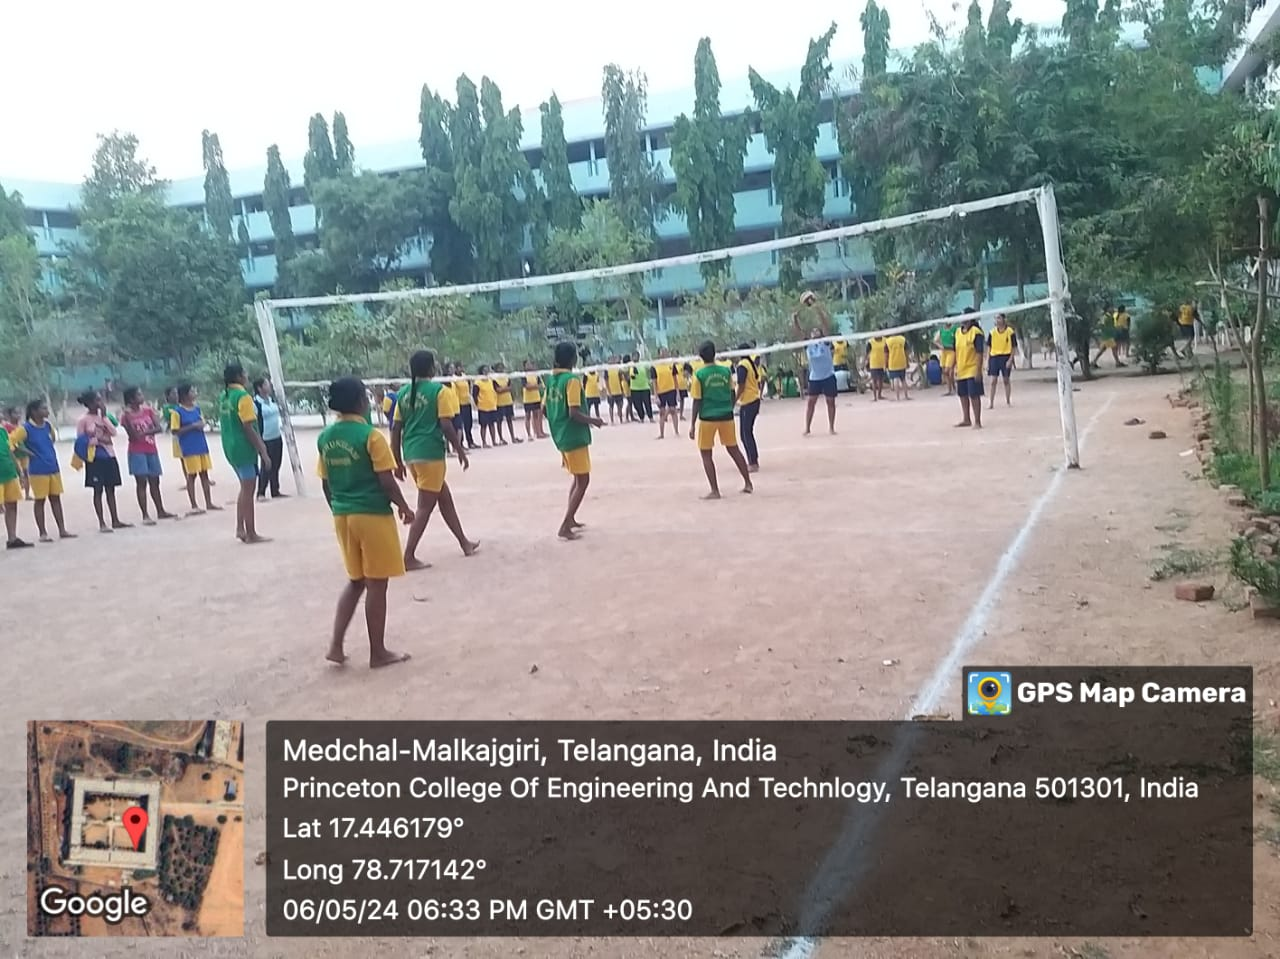 GPS Map Camera
Medchal-Malkajgiri, Telangana, India
Princeton College Of Engineering And Technlogy, Telangana 501301, India
Lat 17.446179°
Long 78.717142°
06/05/24 06:33 PM GMT +05:30
Google